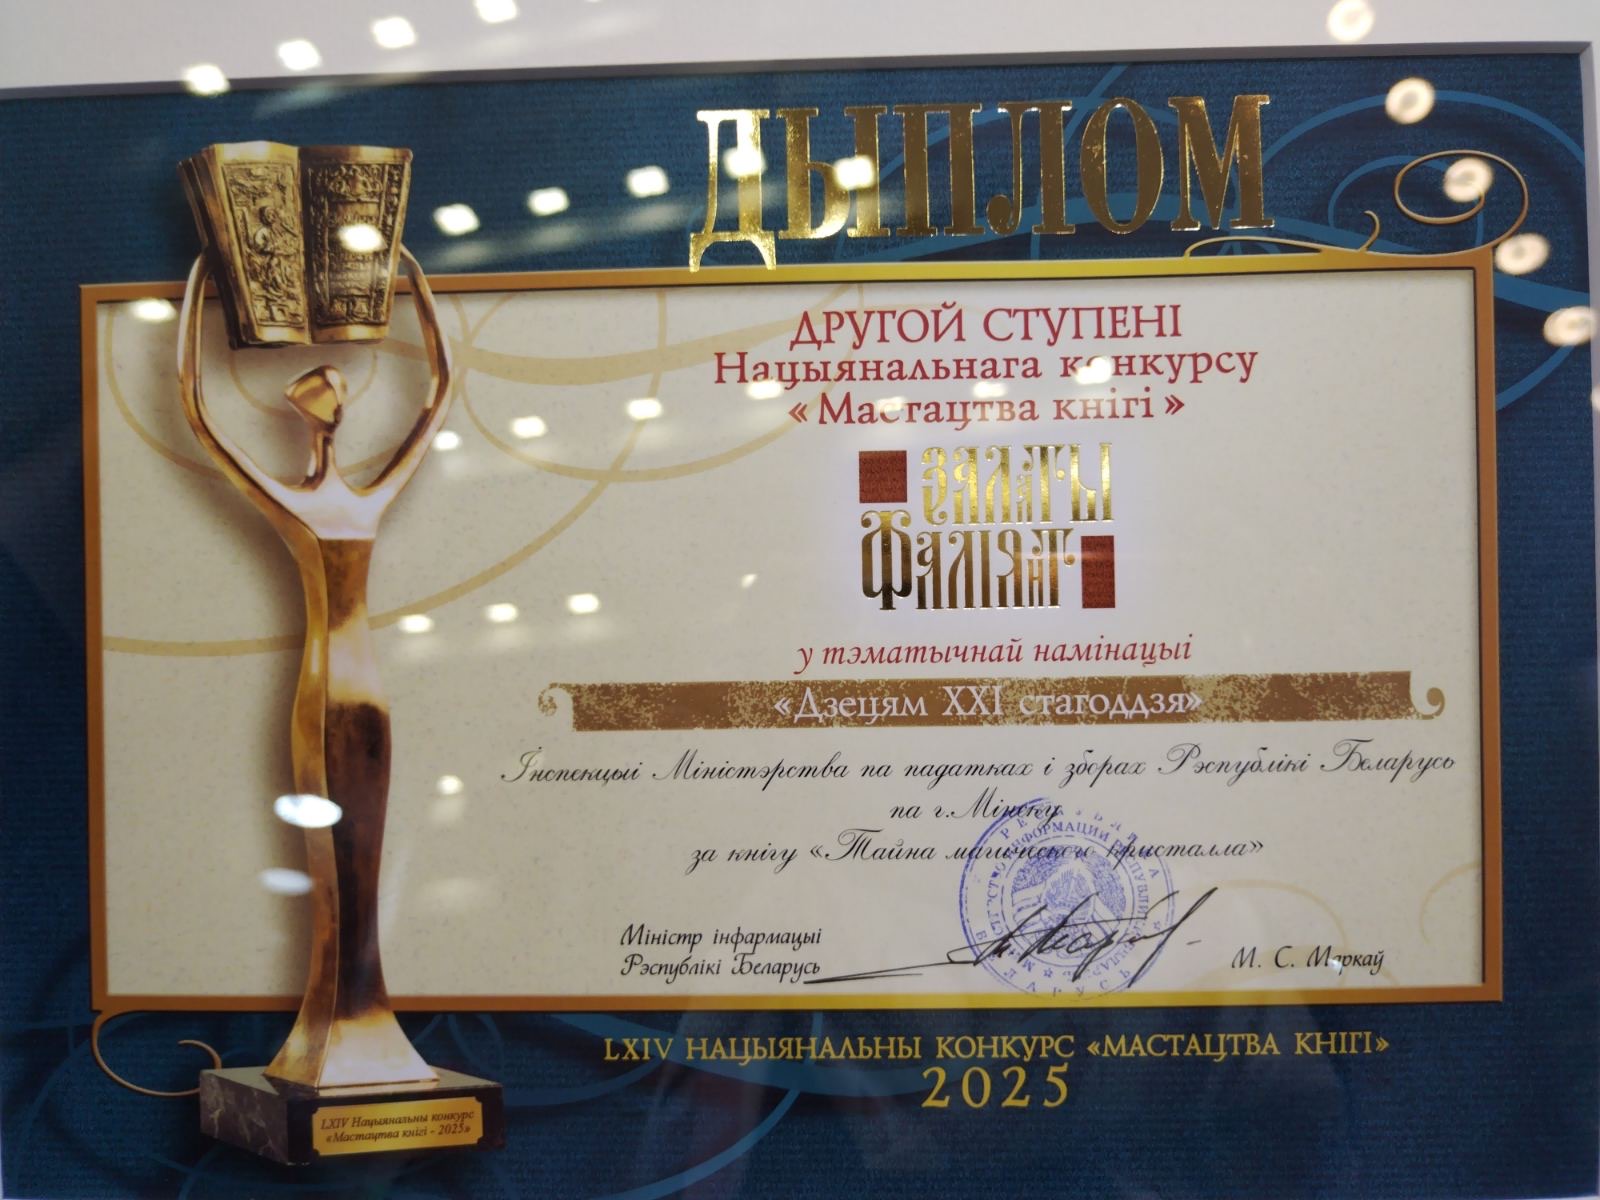 ДЫПЛОМ
ДРУГОЙ СТУПЕНІ
Нацыянальнага конкурсу
«Мастацтва кнігі»
ЗАЛАТЫ
ФАЛІЯНТ
у тэматычнай намінацыі
«Дзецям XXI стагоддзя»
Інспекцыі Міністэрства па падатках і зборах Рэспублікі Беларусь
па г.Мінску
за кнігу «Тайна магического кристалла»
Міністр інфармацыі
Рэспублікі Беларусь
М. С. Маркаў
LXIV НАЦЫЯНАЛЬНЫ КОНКУРС «МАСТАЦТВА КНІГІ»
2025
LXIV Нацыянальны конкурс
«Мастацтва кнігі - 2025»